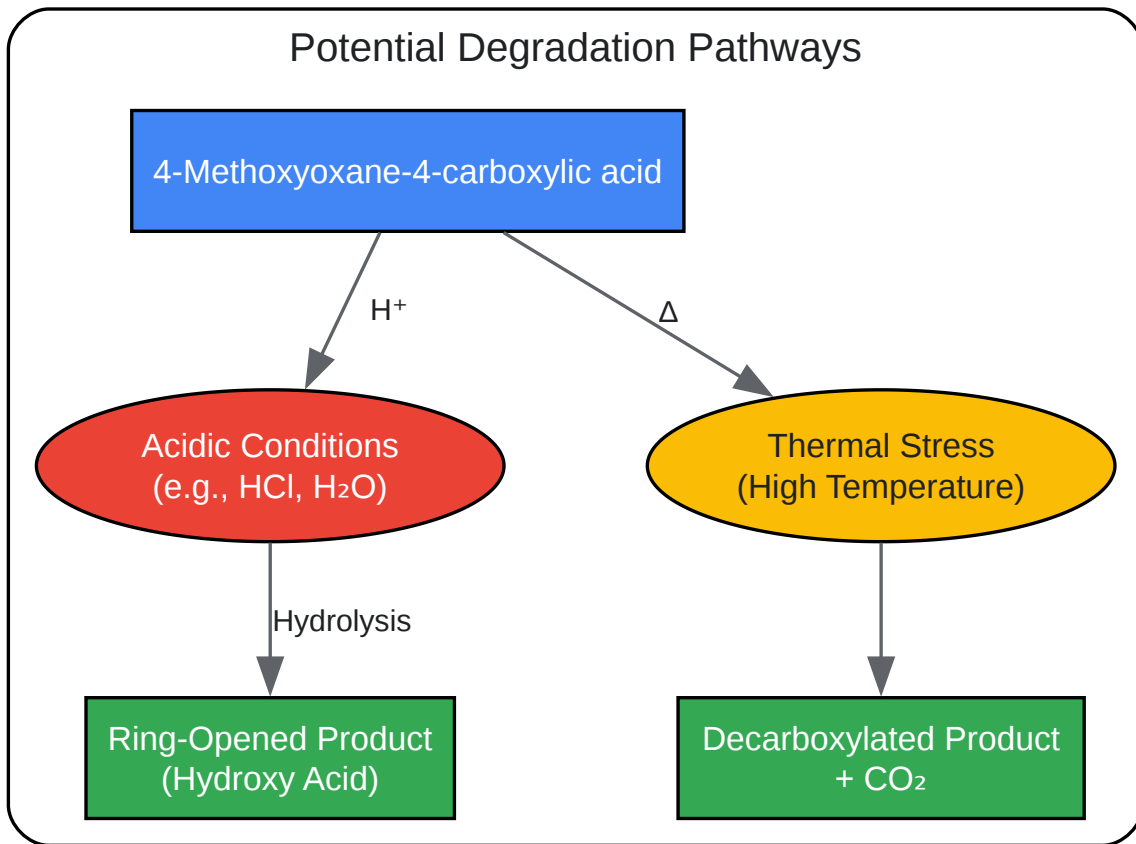 Potential Degradation Pathways
4-Methoxyoxane-4-carboxylic acid
H⁺
Δ
Acidic Conditions
(e.g., HCl, H₂O)
Thermal Stress
(High Temperature)
Hydrolysis
Ring-Opened Product
(Hydroxy Acid)
Decarboxylated Product
+ CO₂